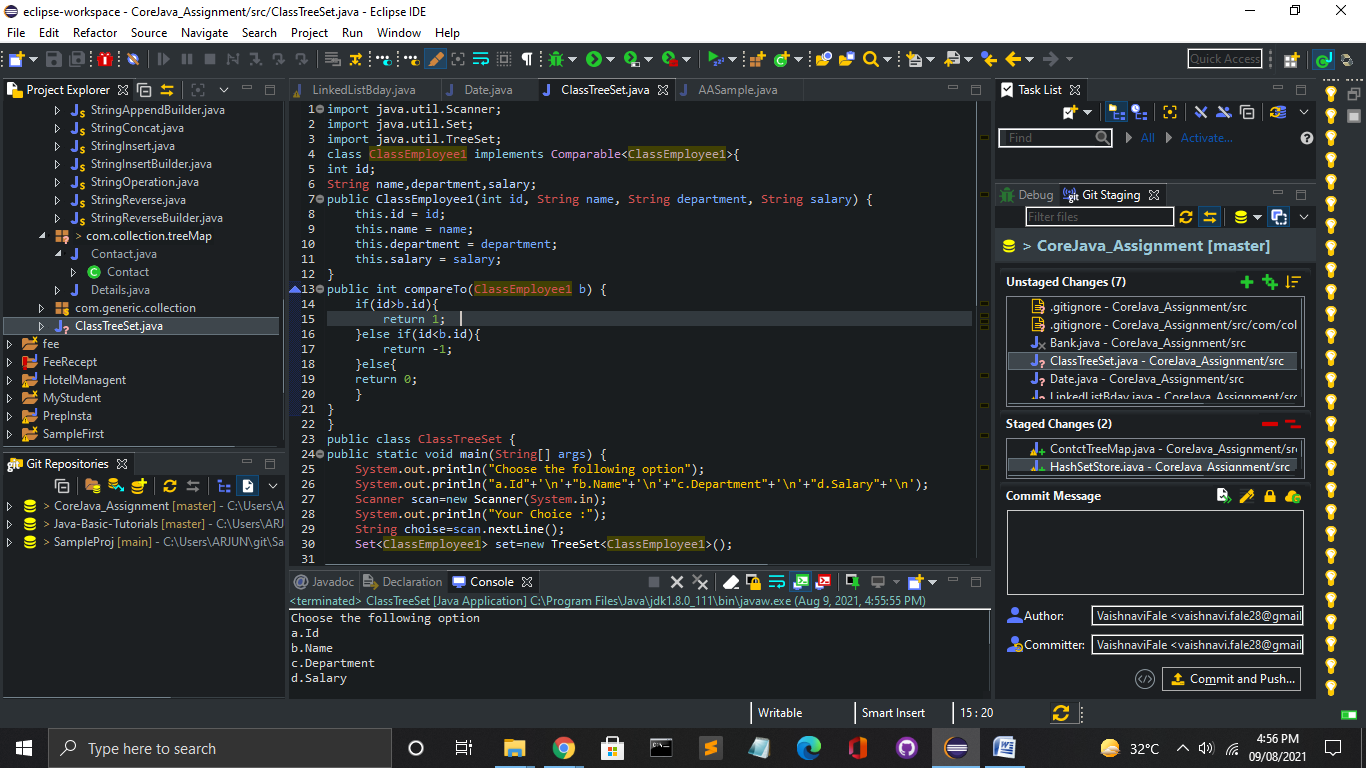 eclipse-workspace - CoreJava_Assignment/src/ClassTreeSet.java - Eclipse IDE
File Edit Refactor Source Navigate Search Project Run Window Help
Quick Access
Project Explorer
StringAppendBuilder.java
StringConcat.java
StringInsert.java
StringInsertBuilder.java
StringOperation.java
StringReverse.java
StringReverseBuilder.java
> com.collection.treeMap
Contact.java
Contact
Details.java
com.generic.collection
ClassTreeSet.java
fee
FeeRecept
HotelManagent
MyStudent
PrepInsta
SampleFirst
Git Repositories
> CoreJava_Assignment [master] - C:\Users\A
> Java-Basic-Tutorials [master] - C:\Users\ARJ
> SampleProj [main] - C:\Users\ARJUN\git\Sa
LinkedListBday.java Date.java ClassTreeSet.java AASample.java
1 import java.util.Scanner;
2 import java.util.Set;
3 import java.util.TreeSet;
4 class ClassEmployee1 implements Comparable<ClassEmployee1>{
5 int id;
6 String name,department,salary;
7 public ClassEmployee1(int id, String name, String department, String salary) {
8 this.id = id;
9 this.name = name;
10 this.department = department;
11 this.salary = salary;
12 }
13 public int compareTo(ClassEmployee1 b) {
14 if(id>b.id){
15 return 1;
16 }else if(id<b.id){
17 return -1;
18 }else{
19 return 0;
20 }
21 }
22 }
23 public class ClassTreeSet {
24 public static void main(String[] args) {
25 System.out.println("Choose the following option");
26 System.out.println("a.Id"+'\n'+"b.Name"+'\n'+"c.Department"+'\n'+"d.Salary"+'\n');
27 Scanner scan=new Scanner(System.in);
28 System.out.println("Your Choice :");
29 String choise=scan.nextLine();
30 Set<ClassEmployee1> set=new TreeSet<ClassEmployee1>();
31
Javadoc Declaration Console
<terminated> ClassTreeSet [Java Application] C:\Program Files\Java\jdk1.8.0_111\bin\javaw.exe (Aug 9, 2021, 4:55:55 PM)
Choose the following option
a.Id
b.Name
c.Department
d.Salary
Task List
Find All Activate...
Debug Git Staging
Filter files
> CoreJava_Assignment [master]
Unstaged Changes (7)
.gitignore - CoreJava_Assignment/src
.gitignore - CoreJava_Assignment/src/com/col
Bank.java - CoreJava_Assignment/src
ClassTreeSet.java - CoreJava_Assignment/src
Date.java - CoreJava_Assignment/src
LinkedListBday.java - CoreJava_Assignment/src
Staged Changes (2)
ContctTreeMap.java - CoreJava_Assignment/sr
HashSetStore.java - CoreJava_Assignment/src
Commit Message
Author: VaishnaviFale <vaishnavi.fale28@gmail
Committer: VaishnaviFale <vaishnavi.fale28@gmail
Commit and Push...
Writable Smart Insert 15 : 20
Type here to search
32°C
4:56 PM
09/08/2021